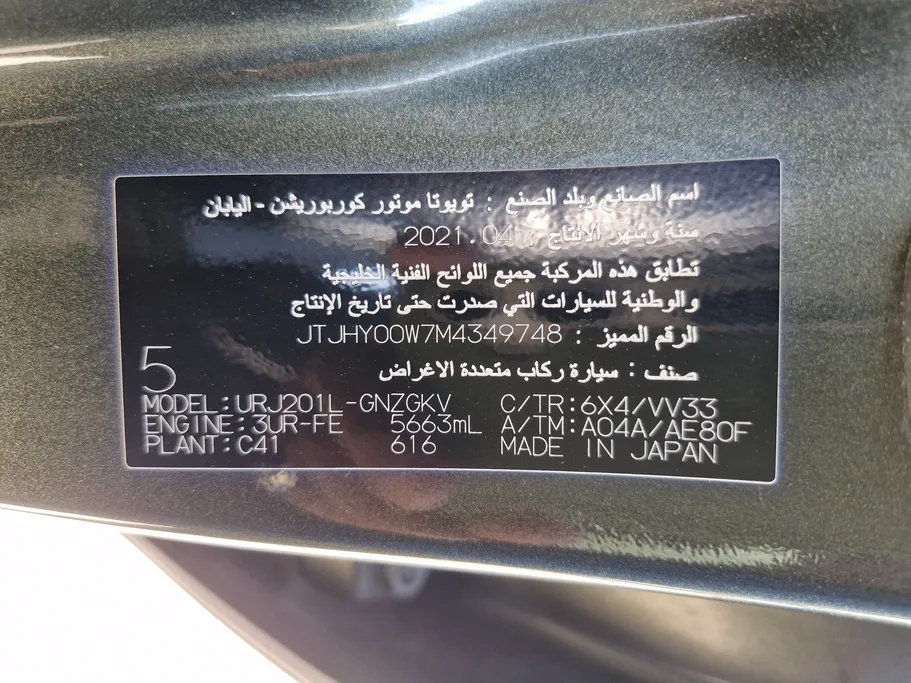 اسم الصانع وبلد الصنع : تويوتا موتور كوربوريشن - اليابان
سنة وشهر الانتاج : 2021.04
تطابق هذه المركبة جميع اللوائح الفنية الخليجية
والوطنية للسيارات التي صدرت حتى تاريخ الإنتاج
الرقم المميز : JTJHY00W7M4349748
صنف : سيارة ركاب متعددة الاغراض
5
MODEL:URJ201L-GNZGKV C/TR:6X4/VV33
ENGINE:3UR-FE 5663mL A/TM:A04A/AE80F
PLANT:C41 616 MADE IN JAPAN